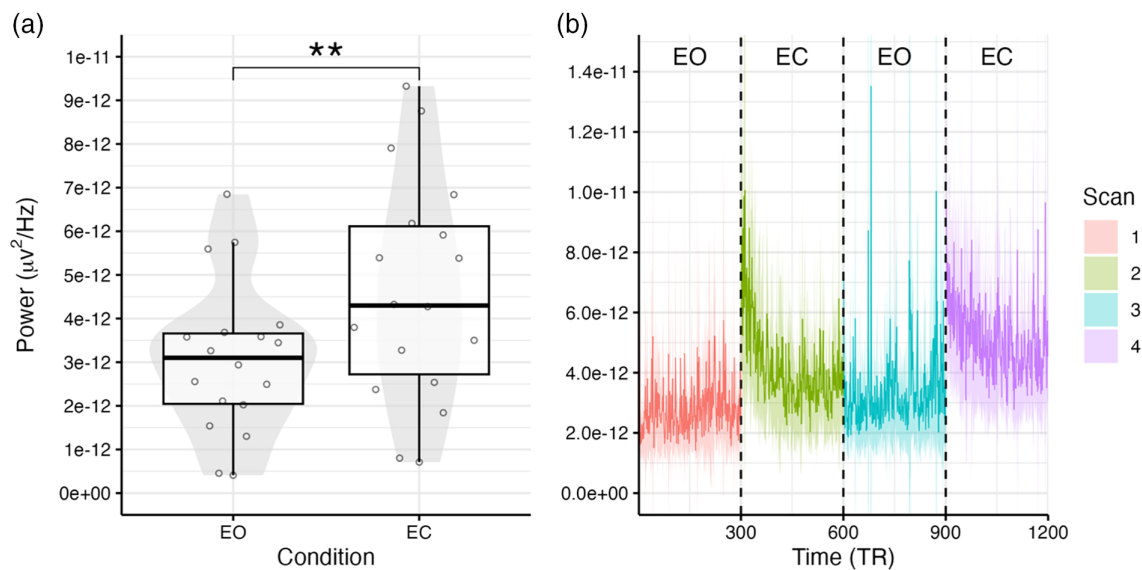 (a)
**
1e-11
9e-12
8e-12
7e-12
6e-12
5e-12
4e-12
3e-12
2e-12
1e-12
0e+00
Power (μv²/Hz)
EO EC
Condition
(b)
EO EC EO EC
1.4e-11
1.2e-11
1.0e-11
8.0e-12
6.0e-12
4.0e-12
2.0e-12
0.0e-12
300 600 900 1200
Time (TR)
Scan
1
2
3
4